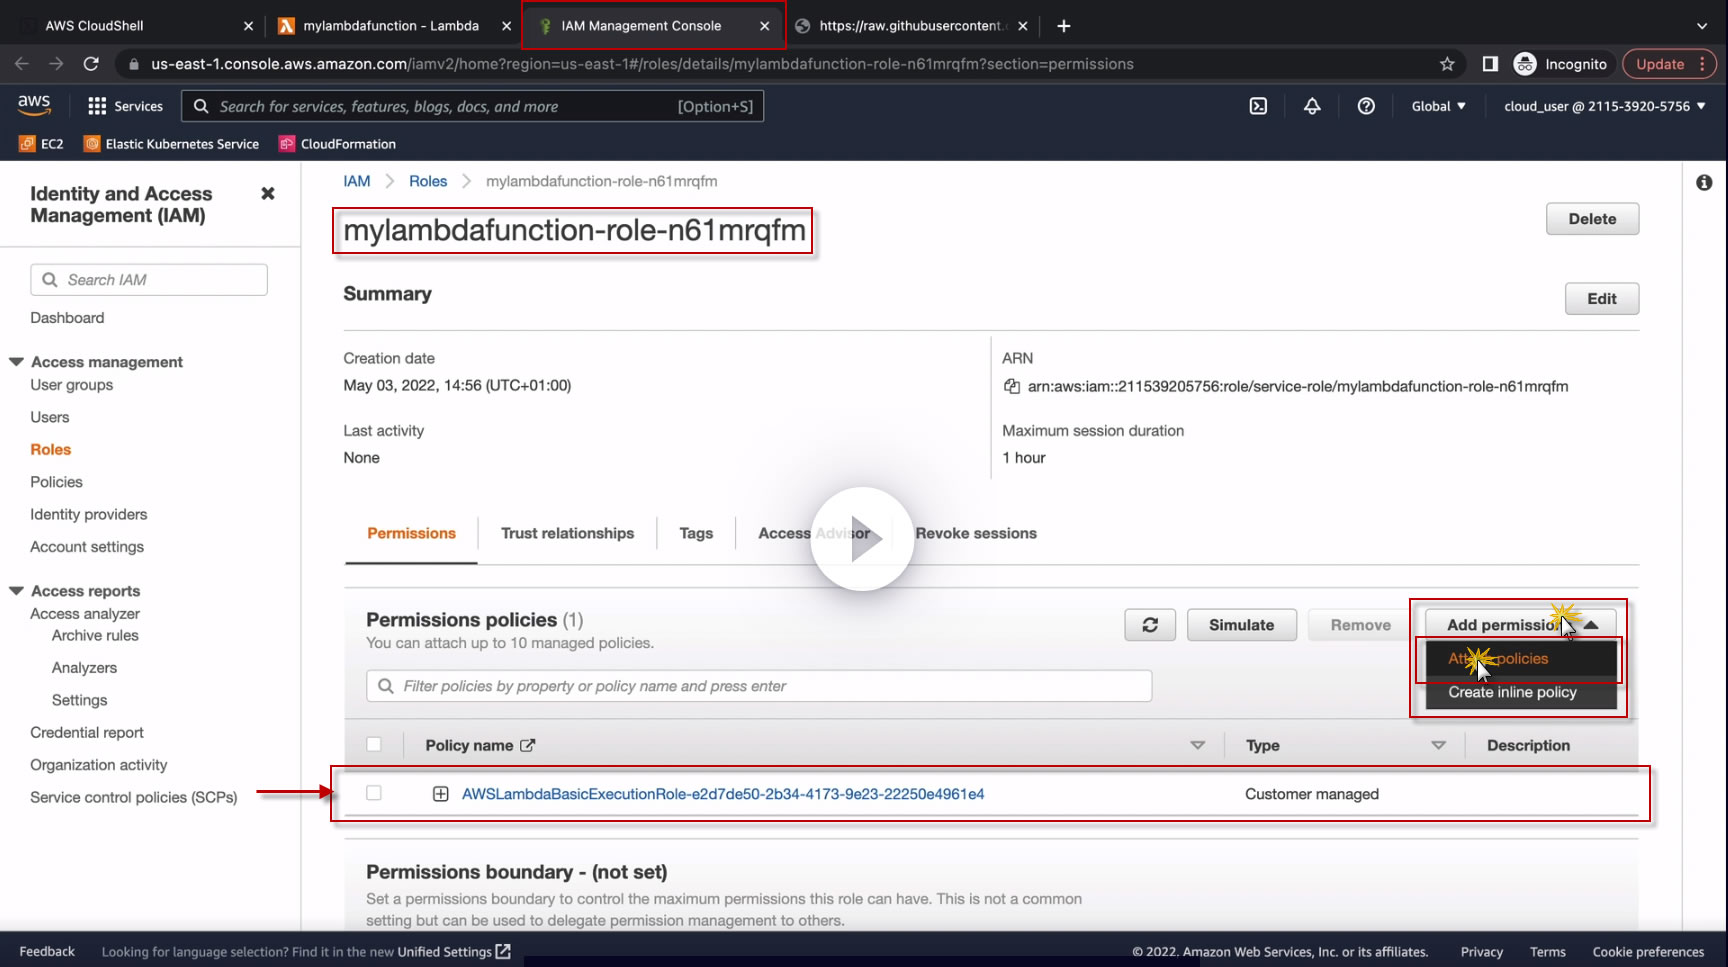 AWS CloudShell
mylambdafunction - Lambda
IAM Management Console
https://raw.githubusercontent.
us-east-1.console.aws.amazon.com/iamv2/home?region=us-east-1#/roles/details/mylambdafunction-role-n61mrqfm?section=permissions
Incognito
Update
aws
Services
Search for services, features, blogs, docs, and more
[Option+S]
Global
cloud_user @ 2115-3920-5756
EC2
Elastic Kubernetes Service
CloudFormation
Identity and Access
Management (IAM)
Search IAM
Dashboard
Access management
User groups
Users
Roles
Policies
Identity providers
Account settings
Access reports
Access analyzer
Archive rules
Analyzers
Settings
Credential report
Organization activity
Service control policies (SCPs)
IAM
Roles
mylambdafunction-role-n61mrqfm
mylambdafunction-role-n61mrqfm
Delete
Summary
Edit
Creation date
May 03, 2022, 14:56 (UTC+01:00)
ARN
arn:aws:iam::211539205756:role/service-role/mylambdafunction-role-n61mrqfm
Last activity
None
Maximum session duration
1 hour
Permissions
Trust relationships
Tags
Access Advisor
Revoke sessions
Permissions policies (1)
You can attach up to 10 managed policies.
Simulate
Remove
Add permissio
policies
Create inline policy
Filter policies by property or policy name and press enter
Policy name
Type
Description
AWSLambdaBasicExecutionRole-e2d7de50-2b34-4173-9e23-22250e4961e4
Customer managed
Permissions boundary - (not set)
Set a permissions boundary to control the maximum permissions this role can have. This is not a common
setting but can be used to delegate permission management to others.
Feedback
Looking for language selection? Find it in the new Unified Settings
© 2022, Amazon Web Services, Inc. or its affiliates.
Privacy
Terms
Cookie preferences